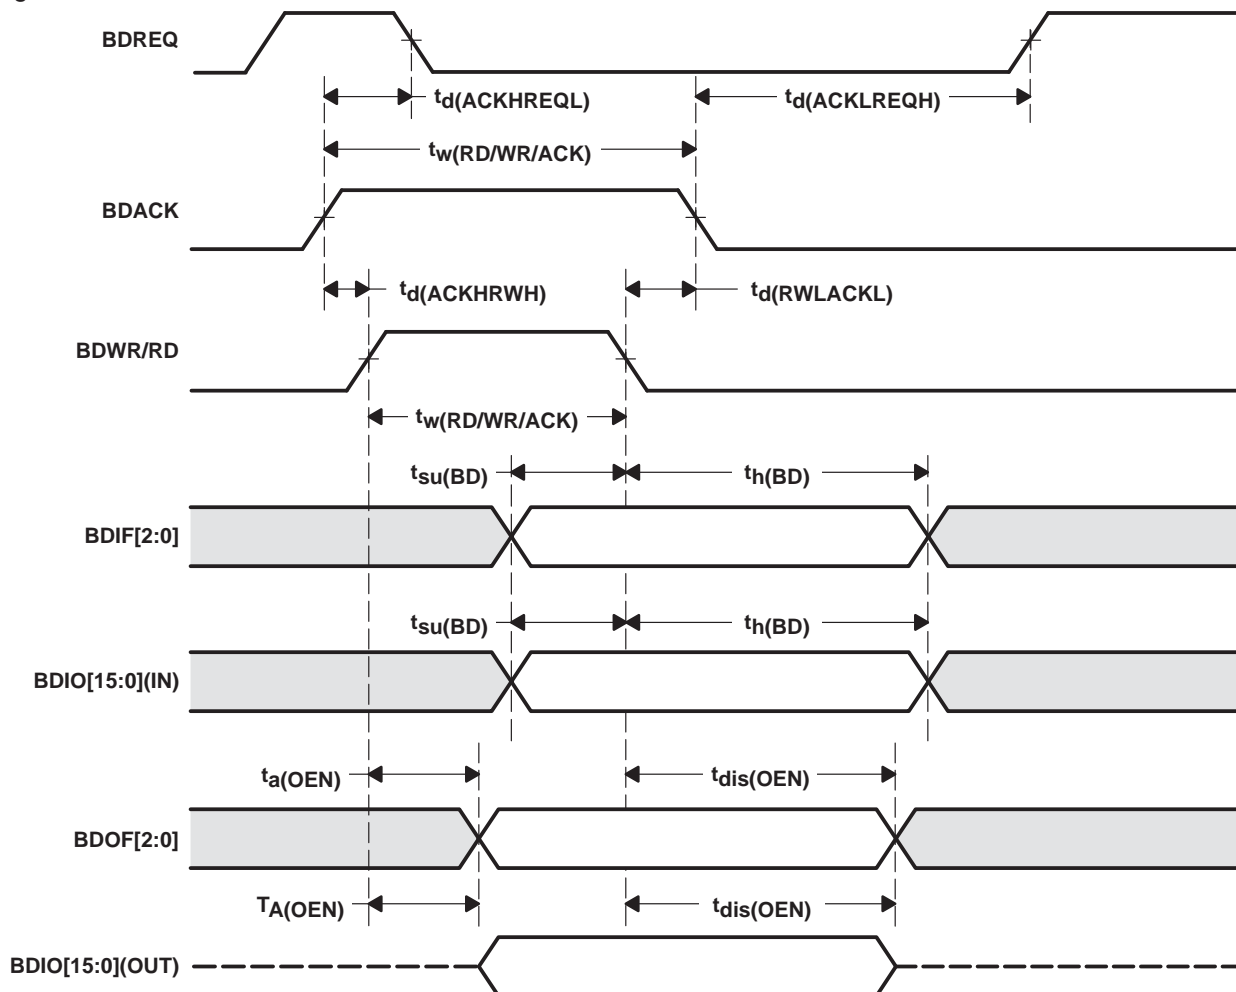 BDREQ
td(ACKHREQL) td(ACKLREQH)
tw(RD/WR/ACK)
BDACK
td(ACKHRWH) td(RWLACKL)
BDWR/RD
tw(RD/WR/ACK)
tsu(BD) th(BD)
BDIF[2:0]
tsu(BD) th(BD)
BDIO[15:0](IN)
ta(OEN) tdis(OEN)
BDOF[2:0]
TA(OEN) tdis(OEN)
BDIO[15:0](OUT)